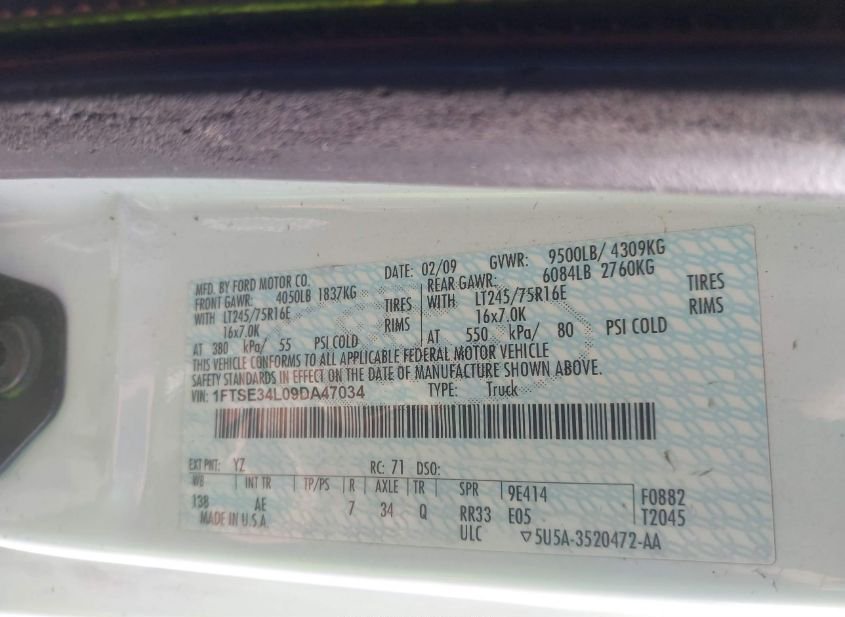 MFD. BY FORD MOTOR CO. DATE: 02/09 GVWR: 9500LB/ 4309KG
FRONT GAWR: 4050LB 1837KG REAR GAWR: 6084LB 2760KG
WITH LT245/75R16E TIRES WITH LT245/75R16E TIRES
16x7.0K RIMS 16x7.0K RIMS
AT 380 kPa/ 55 PSI COLD AT 550 kPa/ 80 PSI COLD
THIS VEHICLE CONFORMS TO ALL APPLICABLE FEDERAL MOTOR VEHICLE
SAFETY STANDARDS IN EFFECT ON THE DATE OF MANUFACTURE SHOWN ABOVE.
VIN: 1FTSE34L09DA47034 TYPE: Truck
EXT PNT: YZ RC: 71 DSO:
WB INT TR TP/PS R AXLE TR SPR 9E414 F0882
138 AE 7 34 Q RR33 E05 T2045
MADE IN U.S.A. ULC ▽5U5A-3520472-AA